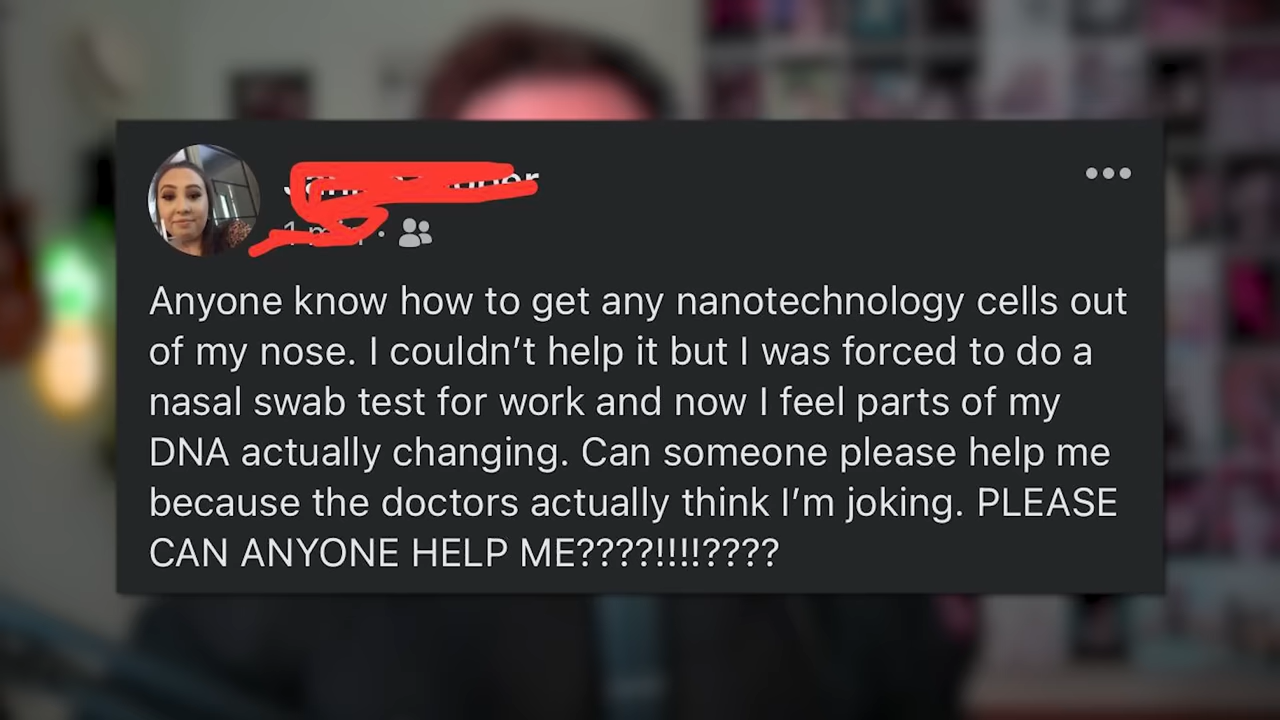 Anyone know how to get any nanotechnology cells out
of my nose. I couldn’t help it but I was forced to do a
nasal swab test for work and now I feel parts of my
DNA actually changing. Can someone please help me
because the doctors actually think I’m joking. PLEASE
CAN ANYONE HELP ME????!!!!????